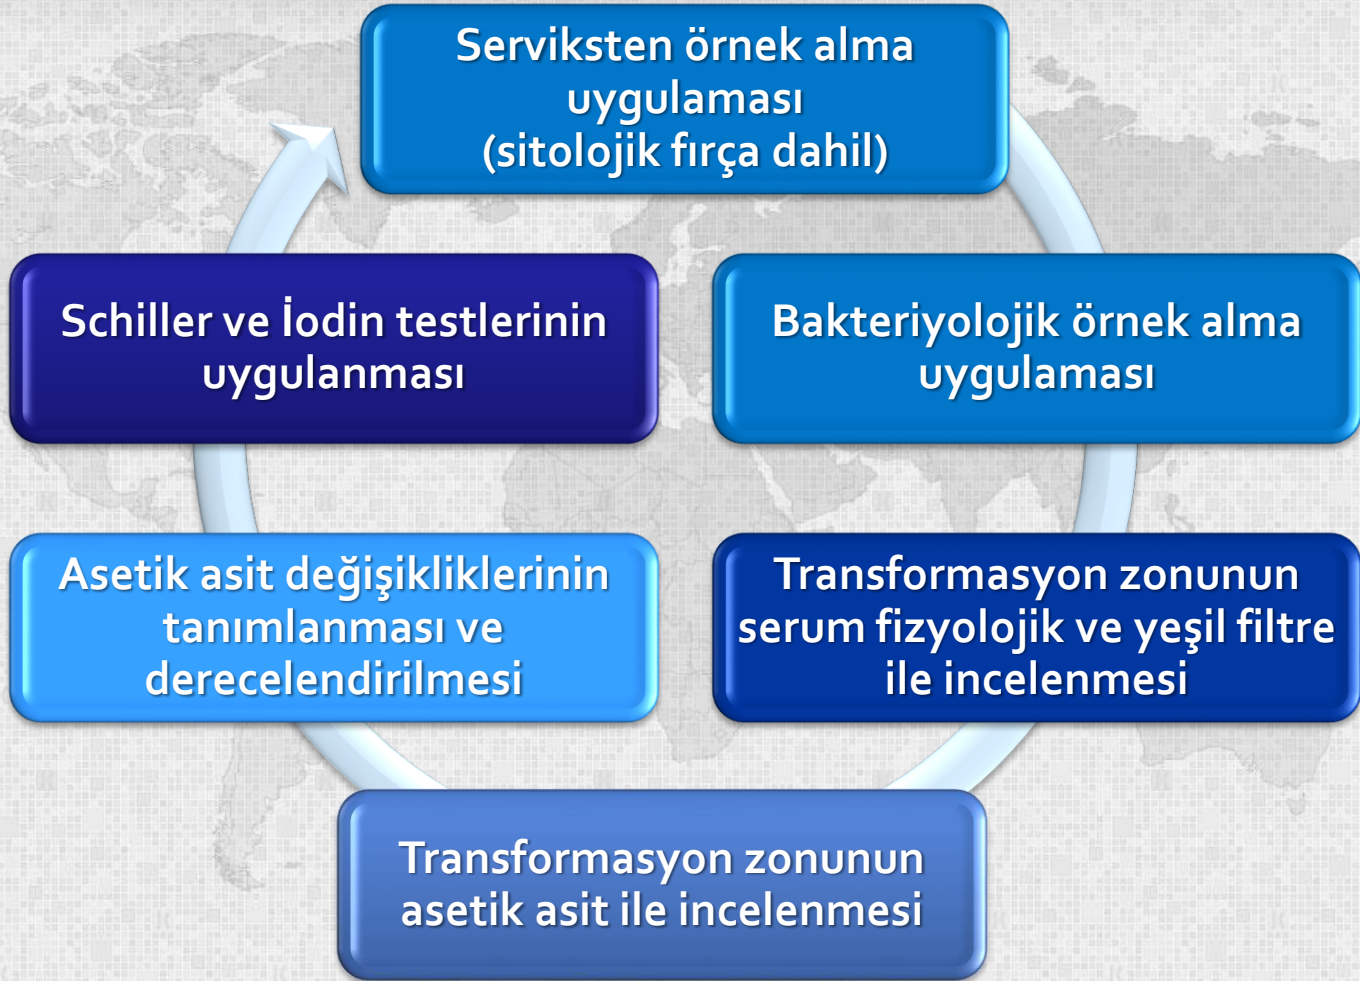 Serviksten örnek alma
uygulaması
(sitolojik fırça dahil)
Schiller ve İodin testlerinin
uygulanması
Bakteriyolojik örnek alma
uygulaması
Asetik asit değişikliklerinin
tanımlanması ve
derecelendirilmesi
Transformasyon zonunun
serum fizyolojik ve yeşil filtre
ile incelenmesi
Transformasyon zonunun
asetik asit ile incelenmesi